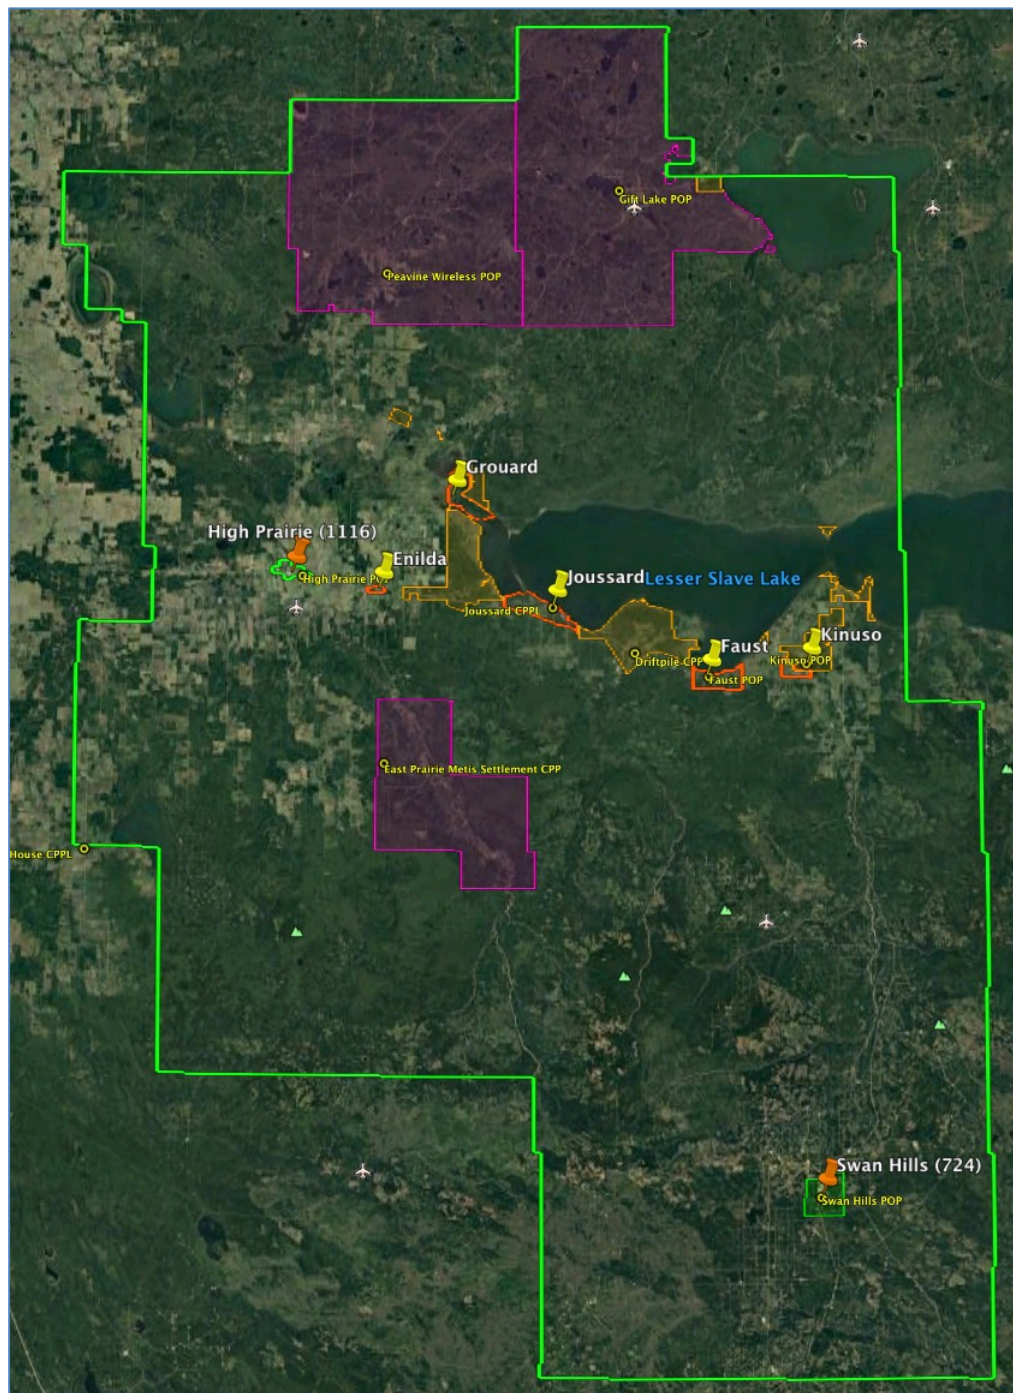 Gift Lake POP
Peavine Wireless POP
Grouard
High Prairie (1116)
Enilda
High Prairie P
Joussard
Lesser Slave Lake
Joussard CPPL
Kinuso
Faust
Driftpile CPP
Kinuso POP
Faust POP
East Prairie Metis Settlement CPP
House CPPL
Swan Hills (724)
Swan Hills POP